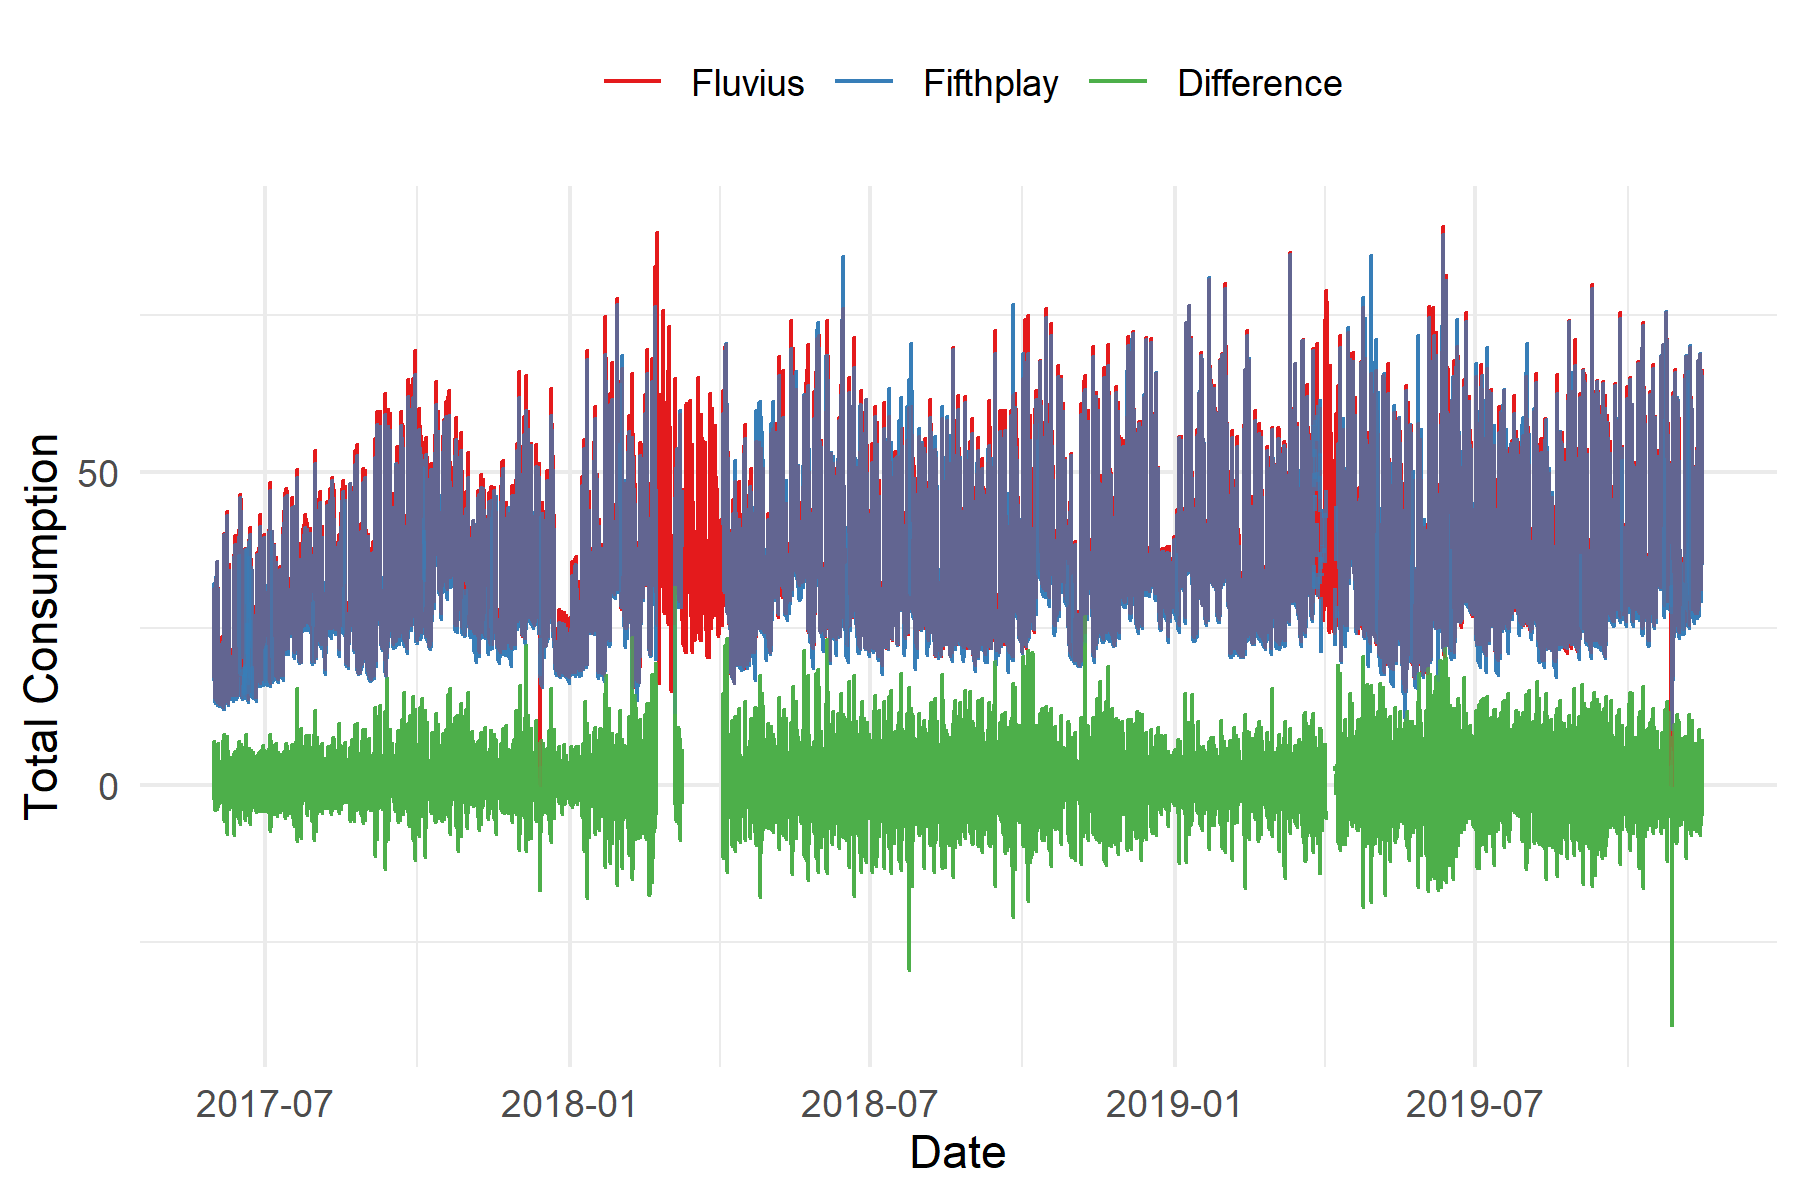 Fluvius Fifthplay Difference
Total Consumption
50
0
2017-07 2018-01 2018-07 2019-01 2019-07
Date